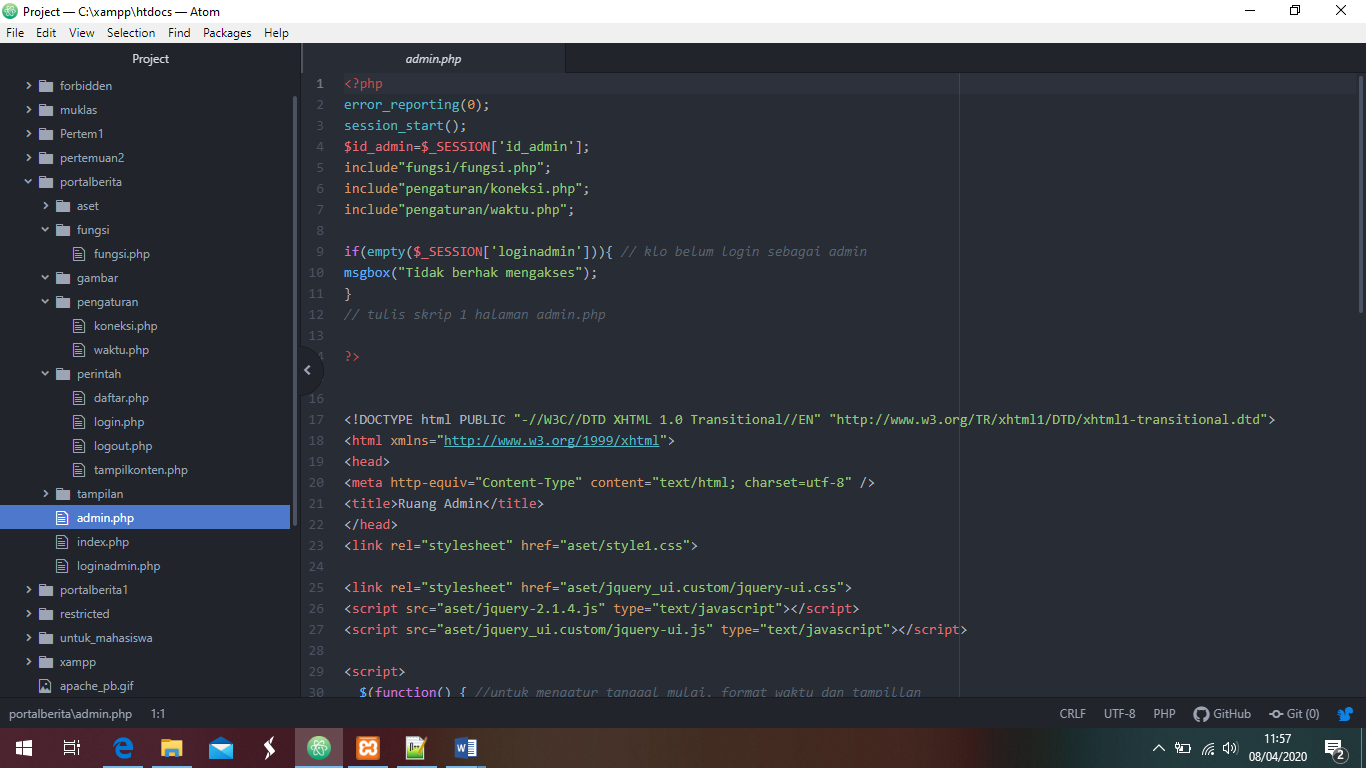 Project — C:\xampp\htdocs — Atom
File Edit View Selection Find Packages Help
Project
forbidden
muklas
Pertem1
pertemuan2
portalberita
aset
fungsi
fungsi.php
gambar
pengaturan
koneksi.php
waktu.php
perintah
daftar.php
login.php
logout.php
tampilkonten.php
tampilan
admin.php
index.php
loginadmin.php
portalberita1
restricted
untuk_mahasiswa
xampp
apache_pb.gif
admin.php
1 <?php
2 error_reporting(0);
3 session_start();
4 $id_admin=$_SESSION['id_admin'];
5 include"fungsi/fungsi.php";
6 include"pengaturan/koneksi.php";
7 include"pengaturan/waktu.php";
8
9 if(empty($_SESSION['loginadmin'])){ // klo belum login sebagai admin
10 msgbox("Tidak berhak mengakses");
11 }
12 // tulis skrip 1 halaman admin.php
13
?>
16
17 <!DOCTYPE html PUBLIC "-//W3C//DTD XHTML 1.0 Transitional//EN" "http://www.w3.org/TR/xhtml1/DTD/xhtml1-transitional.dtd">
18 <html xmlns="http://www.w3.org/1999/xhtml">
19 <head>
20 <meta http-equiv="Content-Type" content="text/html; charset=utf-8" />
21 <title>Ruang Admin</title>
22 </head>
23 <link rel="stylesheet" href="aset/style1.css">
24
25 <link rel="stylesheet" href="aset/jquery_ui.custom/jquery-ui.css">
26 <script src="aset/jquery-2.1.4.js" type="text/javascript"></script>
27 <script src="aset/jquery_ui.custom/jquery-ui.js" type="text/javascript"></script>
28
29 <script>
30 $(function() { //untuk mengatur tanggal mulai, format waktu dan tampillan
portalberita\admin.php 1:1 CRLF UTF-8 PHP GitHub Git (0)
11:57
08/04/2020
2